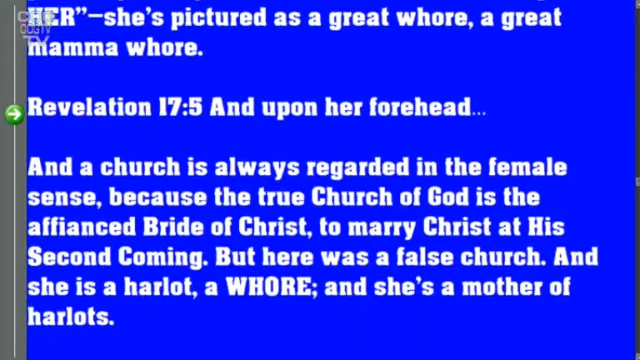 HER”—she’s pictured as a great whore, a great
mamma whore.
Revelation 17:5 And upon her forehead...
And a church is always regarded in the female
sense, because the true Church of God is the
affianced Bride of Christ, to marry Christ at His
Second Coming. But here was a false church. And
she is a harlot, a WHORE; and she’s a mother of
harlots.